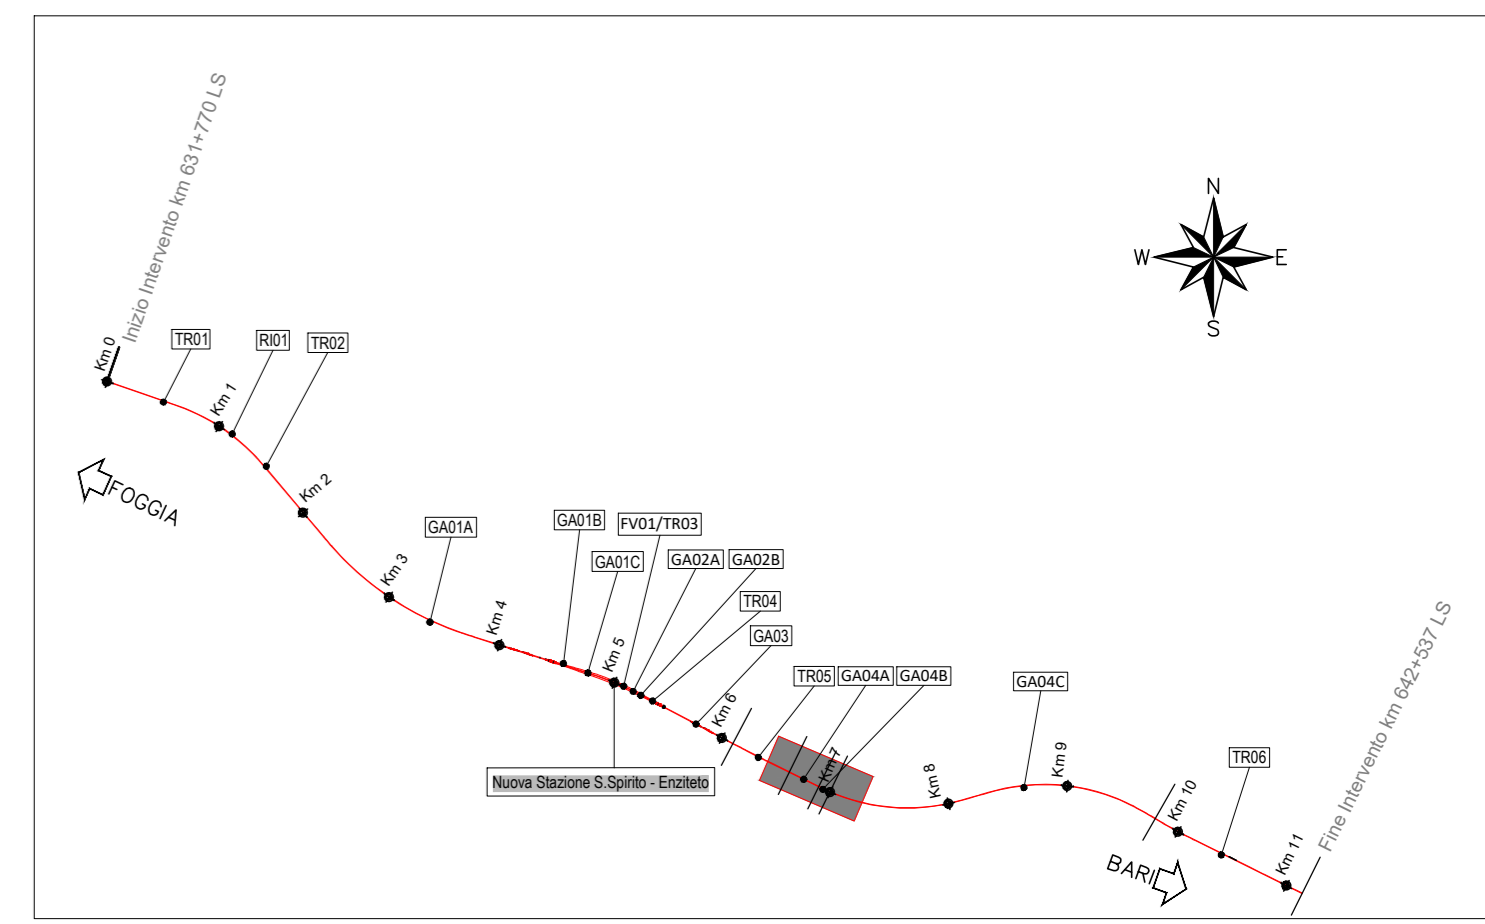 Inizio Intervento km 631+770 LS
N
W
E
S
Km 0
TR01
RI01
TR02
Km 1
FOGGIA
Km 2
GA01A
GA01B
FV01/TR03
GA01C
GA02A
GA02B
Km 3
TR04
Km 4
GA03
Km 5
TR05
GA04A
GA04B
GA04C
Km 6
Nuova Stazione S.Spirito - Enziteto
Km 7
Km 8
Km 9
TR06
Km 10
BARI
Km 11
Fine Intervento km 642+537 LS